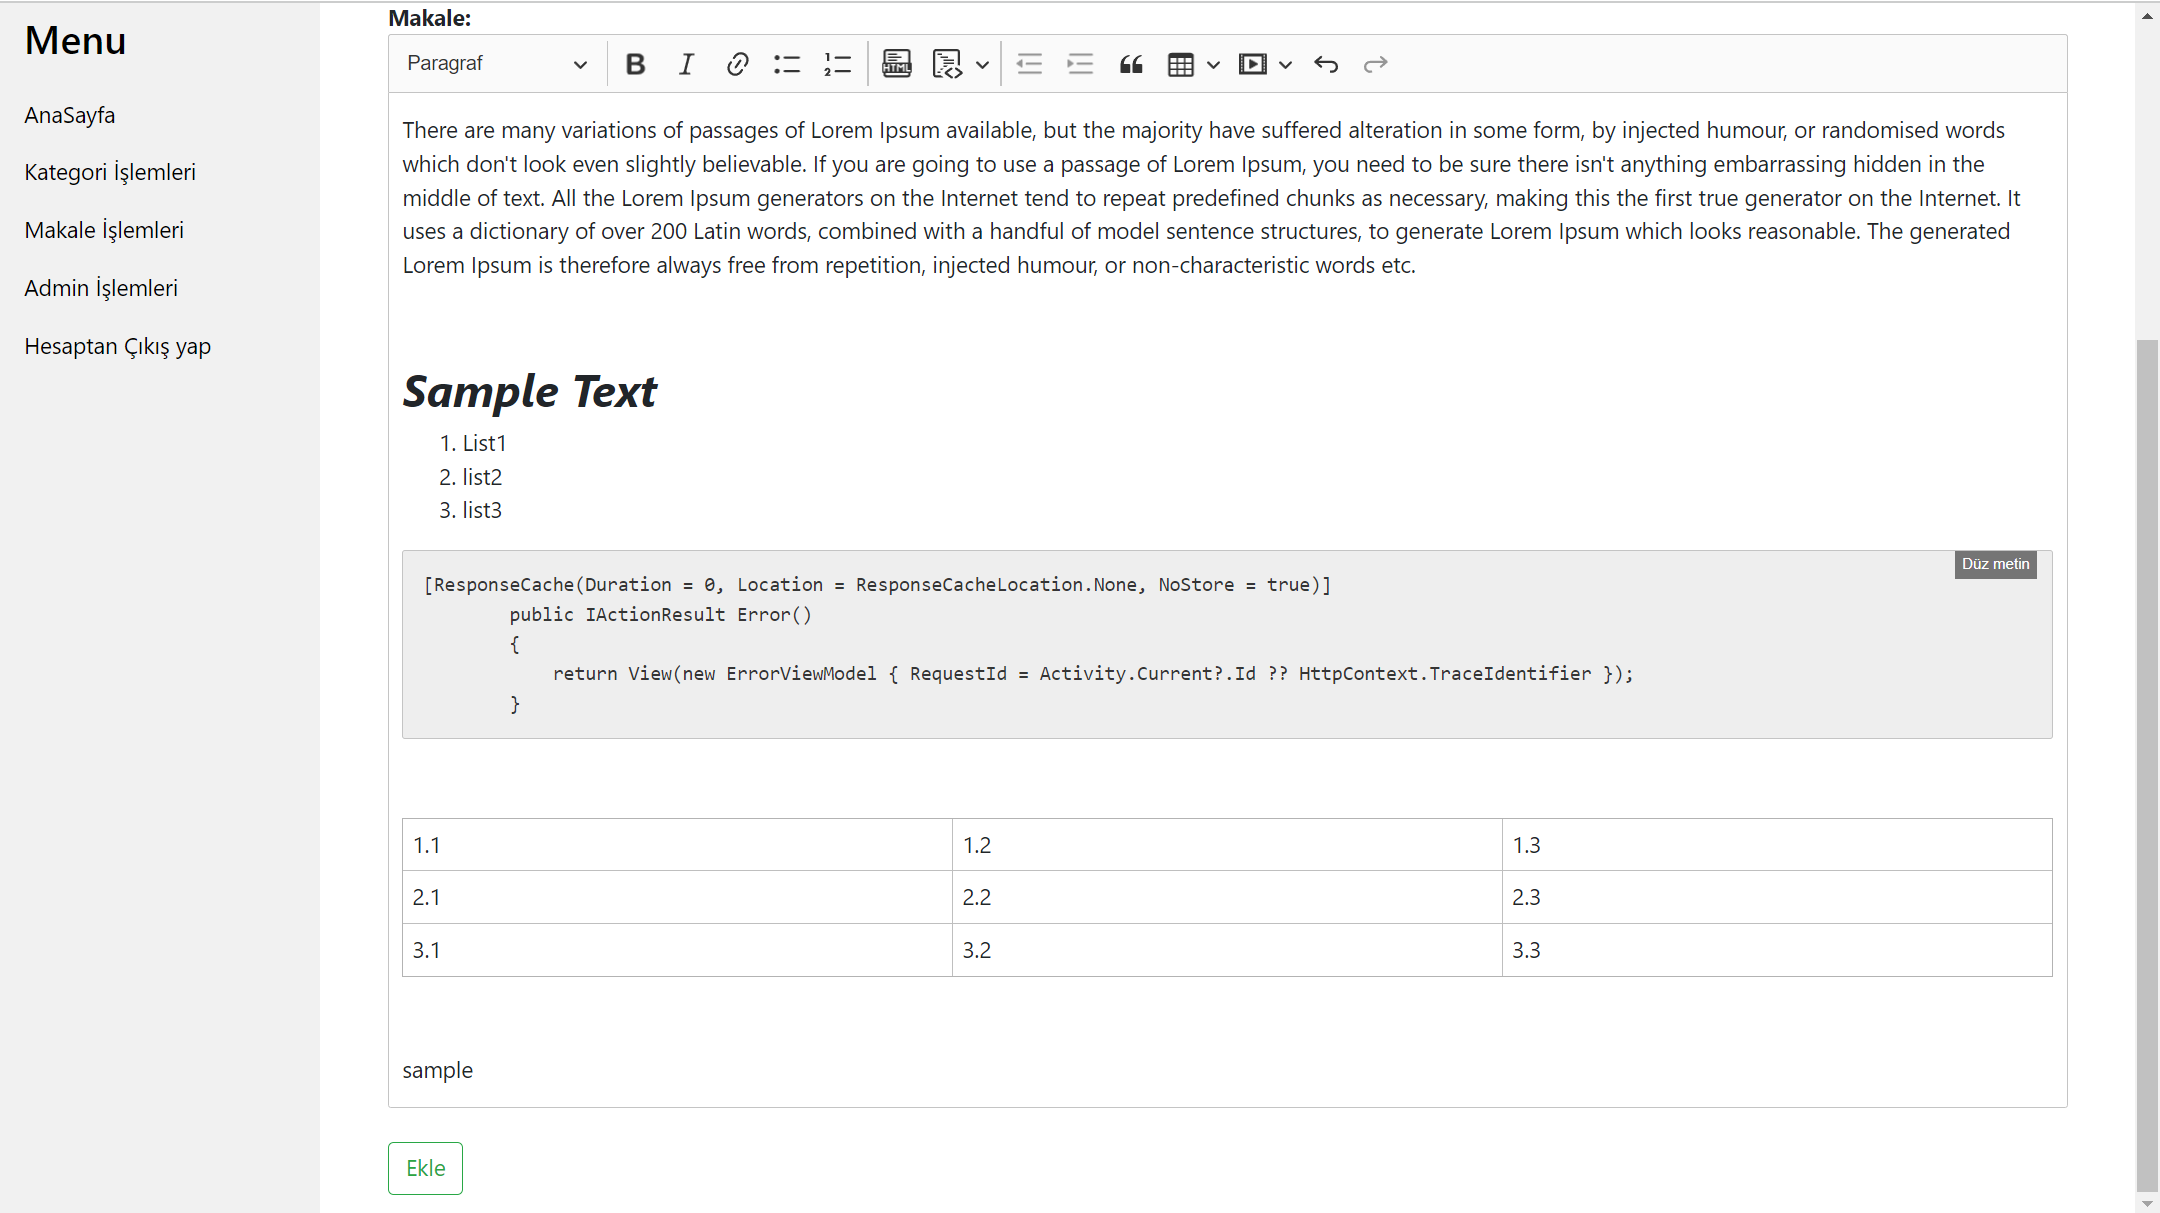 Menu
AnaSayfa
Kategori İşlemleri
Makale İşlemleri
Admin İşlemleri
Hesaptan Çıkış yap
Makale:
Paragraf
HTML
There are many variations of passages of Lorem Ipsum available, but the majority have suffered alteration in some form, by injected humour, or randomised words
which don't look even slightly believable. If you are going to use a passage of Lorem Ipsum, you need to be sure there isn't anything embarrassing hidden in the
middle of text. All the Lorem Ipsum generators on the Internet tend to repeat predefined chunks as necessary, making this the first true generator on the Internet. It
uses a dictionary of over 200 Latin words, combined with a handful of model sentence structures, to generate Lorem Ipsum which looks reasonable. The generated
Lorem Ipsum is therefore always free from repetition, injected humour, or non-characteristic words etc.
Sample Text
1. List1
2. list2
3. list3
Düz metin
[ResponseCache(Duration = 0, Location = ResponseCacheLocation.None, NoStore = true)]
public IActionResult Error()
{
return View(new ErrorViewModel { RequestId = Activity.Current?.Id ?? HttpContext.TraceIdentifier });
}
1.1 1.2 1.3
2.1 2.2 2.3
3.1 3.2 3.3
sample
Ekle